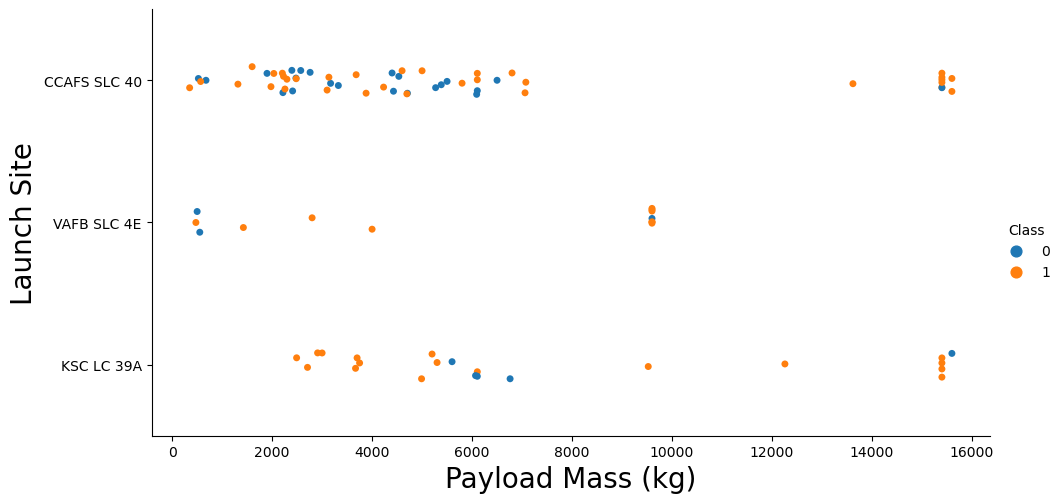 CCAFS SLC 40
VAFB SLC 4E
KSC LC 39A
Launch Site
0 2000 4000 6000 8000 10000 12000 14000 16000
Payload Mass (kg)
Class
0
1